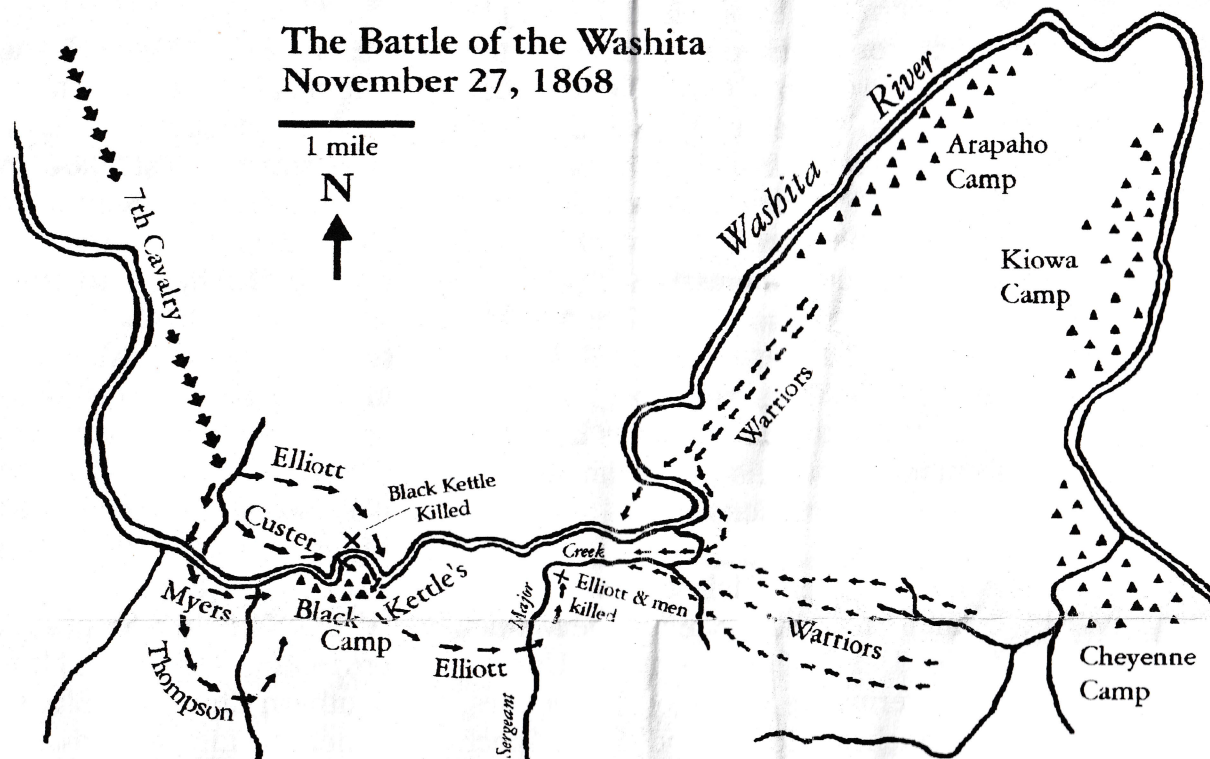 The Battle of the Washita
November 27, 1868
1 mile
N
7th Cavalry
Washita River
Arapaho
Camp
Kiowa
Camp
Warriors
Elliott
Black Kettle
Killed
Custer
Creek
Myers
Black Kettle's
Camp
Major
Elliott & men
killed
Elliott
Thompson
Warriors
Cheyenne
Camp
Sergeant